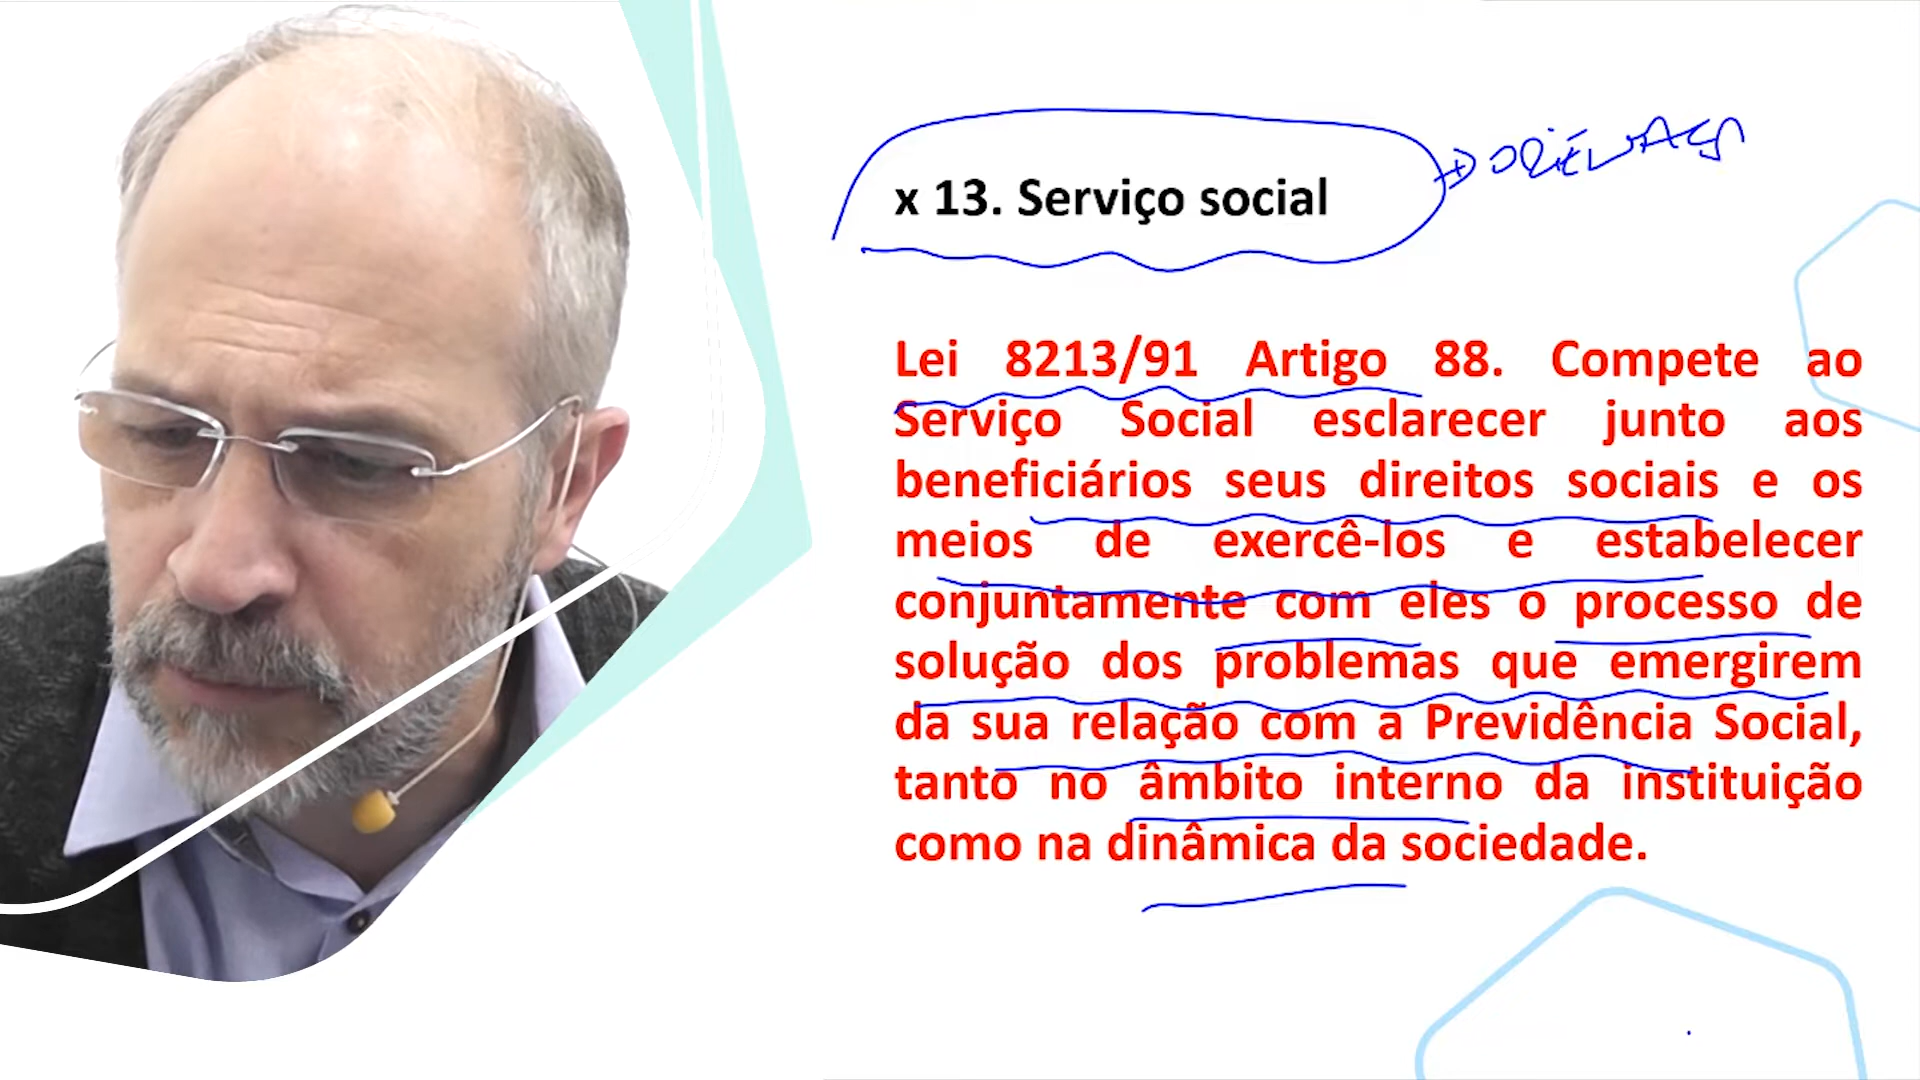 x 13. Serviço social
Lei 8213/91 Artigo 88. Compete ao
Serviço Social esclarecer junto aos
beneficiários seus direitos sociais e os
meios de exercê-los e estabelecer
conjuntamente com eles o processo de
solução dos problemas que emergirem
da sua relação com a Previdência Social,
tanto no âmbito interno da instituição
como na dinâmica da sociedade.